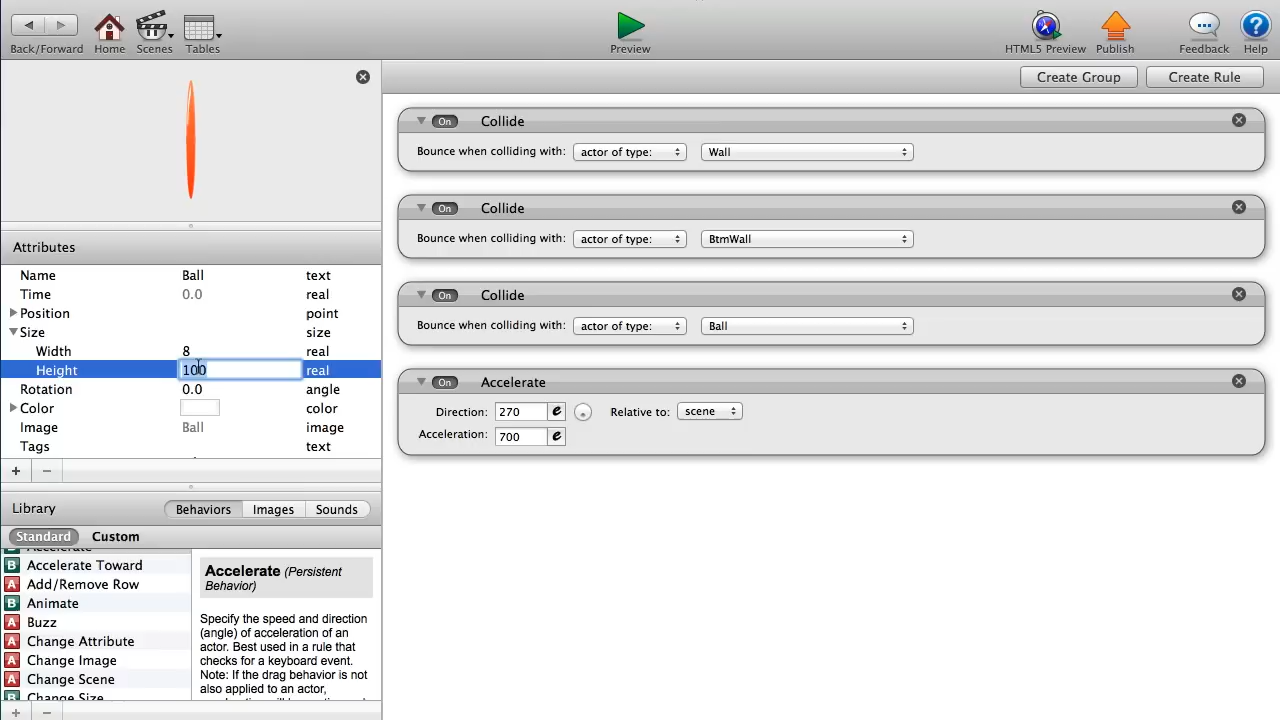 Back/Forward Home Scenes Tables Preview HTML5 Preview Publish Feedback Help
Create Group Create Rule
On Collide
Bounce when colliding with: actor of type: Wall
On Collide
Bounce when colliding with: actor of type: BtmWall
On Collide
Bounce when colliding with: actor of type: Ball
On Accelerate
Direction: 270 e Relative to: scene
Acceleration: 700 e
Attributes
Name Ball text
Time 0.0 real
Position point
Size size
Width 8 real
Height 100 real
Rotation 0.0 angle
Color color
Image Ball image
Tags text
+ −
Library Behaviors Images Sounds
Standard Custom
B Accelerate
B Accelerate Toward
A Add/Remove Row
B Animate
A Buzz
A Change Attribute
A Change Image
A Change Scene
B Change Size
Accelerate (Persistent
Behavior)
Specify the speed and direction
(angle) of acceleration of an
actor. Best used in a rule that
checks for a keyboard event.
Note: If the drag behavior is not
also applied to an actor,
+ −